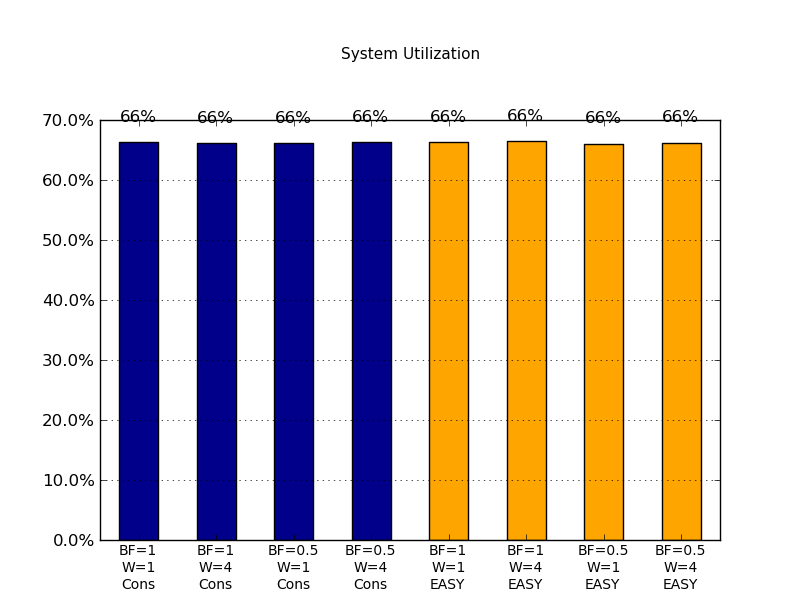 System Utilization
66% 66% 66% 66% 66% 66% 66% 66%
70.0%
60.0%
50.0%
40.0%
30.0%
20.0%
10.0%
0.0%
BF=1 BF=1 BF=0.5 BF=0.5 BF=1 BF=1 BF=0.5 BF=0.5
W=1 W=4 W=1 W=4 W=1 W=4 W=1 W=4
Cons Cons Cons Cons EASY EASY EASY EASY